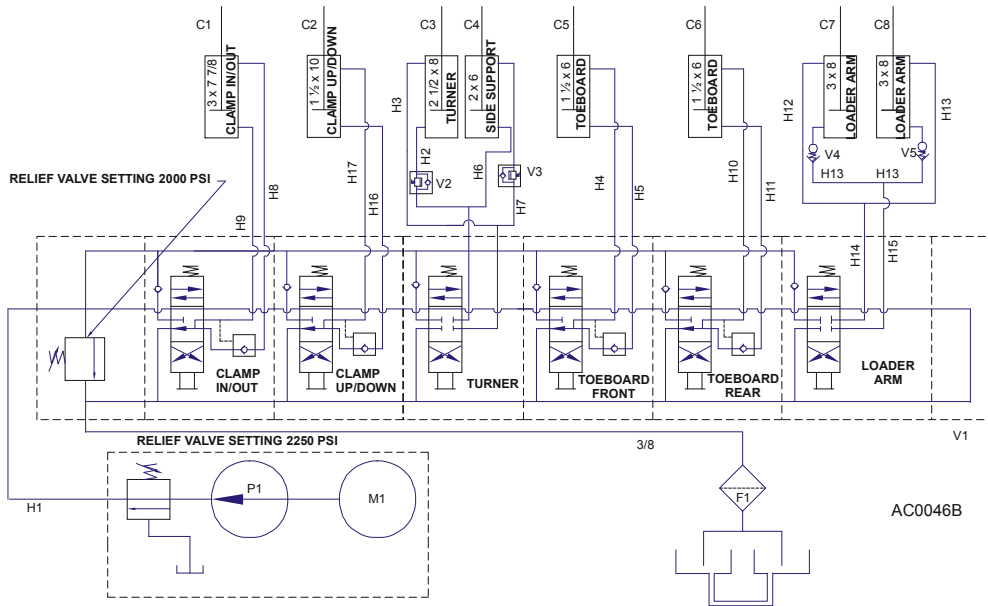 C1
C2
C3
C4
C5
C6
C7
C8
3 x 7 7/8
CLAMP IN/OUT
1 ½ x 10
CLAMP UP/DOWN
H3
2 1/2 x 8
TURNER
2 x 6
SIDE SUPPORT
1 ½ x 6
TOEBOARD
1 ½ x 6
TOEBOARD
H12
3 x 8
LOADER ARM
3 x 8
LOADER ARM
H13
V4
V5
H13
H13
RELIEF VALVE SETTING 2000 PSI
H9
H8
H17
H16
H2
V2
H6
V3
H7
H4
H5
H10
H11
H14
H15
CLAMP
IN/OUT
CLAMP
UP/DOWN
TURNER
TOEBOARD
FRONT
TOEBOARD
REAR
LOADER
ARM
V1
RELIEF VALVE SETTING 2250 PSI
3/8
H1
P1
M1
F1
AC0046B